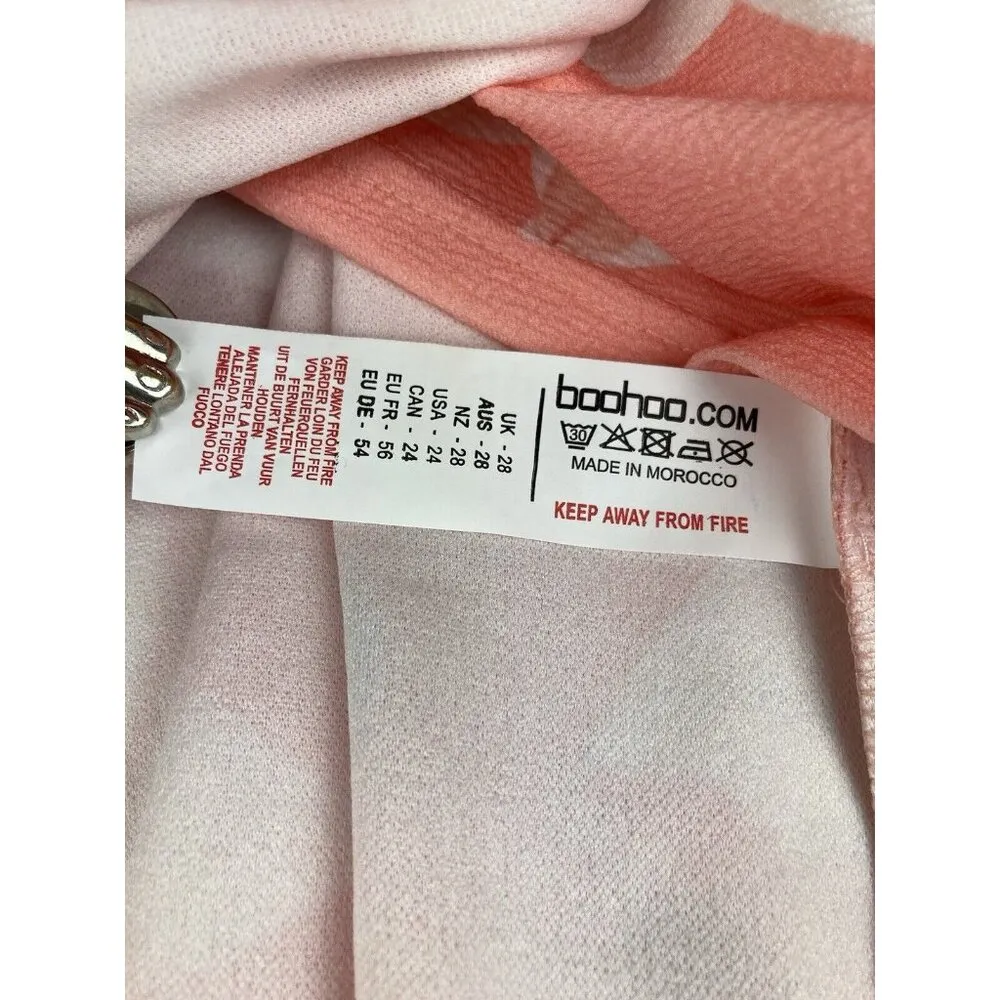 boohoo.COM
30
MADE IN MOROCCO
KEEP AWAY FROM FIRE
UK - 28
AUS - 28
NZ - 28
USA - 24
CAN - 24
EU FR - 56
EU DE - 54
KEEP AWAY FROM FIRE
GARDER LOIN DU FEU
VON FEUERQUELLEN
FERNHALTEN
UIT DE BUURT VAN VUUR
HOUDEN.
MANTENER LA PRENDA
ALEJADA DEL FUEGO
TENERE LONTANO DAL
FUOCO